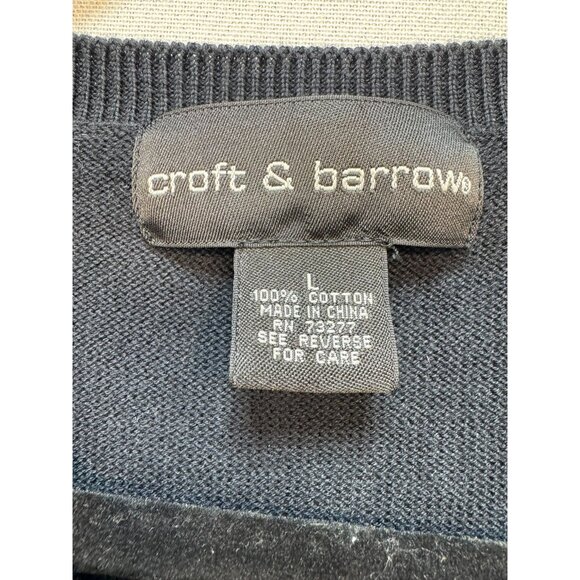 croft & barrow®
L
100% COTTON
MADE IN CHINA
RN 73277
SEE REVERSE
FOR CARE